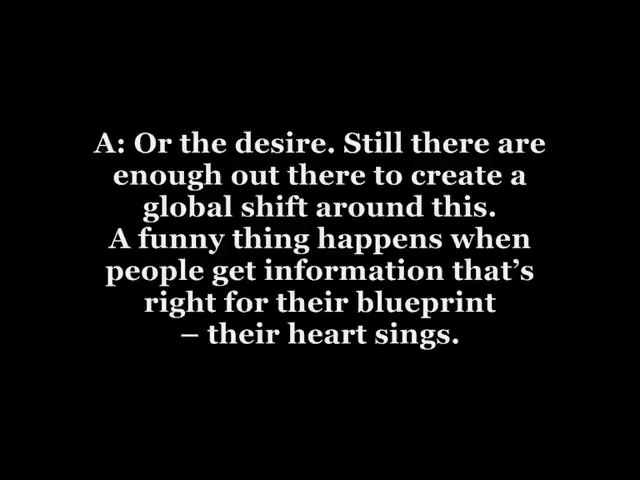 A: Or the desire. Still there are
enough out there to create a
global shift around this.
A funny thing happens when
people get information that’s
right for their blueprint
– their heart sings.